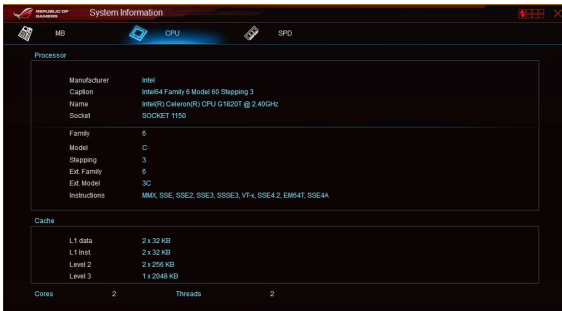 REPUBLIC OF GAMERS System Information
MB CPU SPD
Processor
Manufacturer Intel
Caption Intel64 Family 6 Model 60 Stepping 3
Name Intel(R) Celeron(R) CPU G1820T @ 2.40GHz
Socket SOCKET 1150
Family 6
Model C
Stepping 3
Ext. Family 6
Ext. Model 3C
Instructions MMX, SSE, SSE2, SSE3, SSSE3, VT-x, SSE4.2, EM64T, SSE4A
Cache
L1 data 2 x 32 KB
L1 Inst. 2 x 32 KB
Level 2 2 x 256 KB
Level 3 1 x 2048 KB
Cores 2 Threads 2